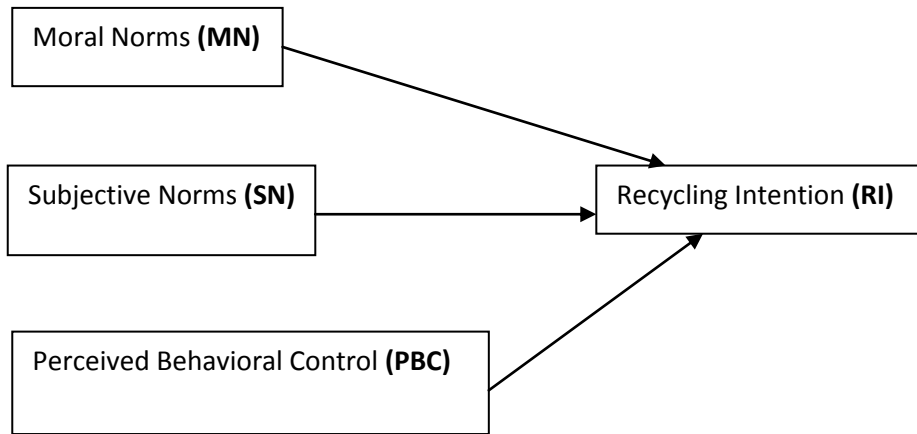 Moral Norms (MN)
Subjective Norms (SN)
Recycling Intention (RI)
Perceived Behavioral Control (PBC)